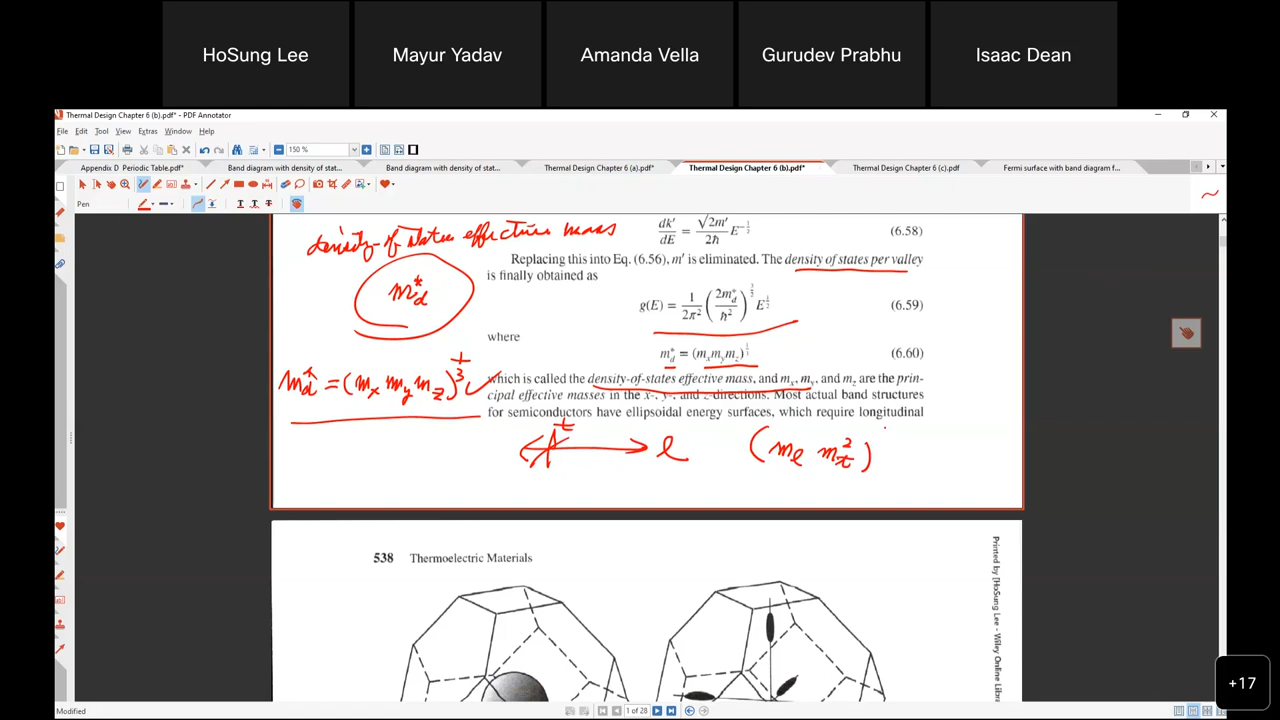 HoSung Lee
Mayur Yadav
Amanda Vella
Gurudev Prabhu
Isaac Dean
Thermal Design Chapter 6 (b).pdf* - PDF Annotator
File Edit Tool View Extras Window Help
150 %
Appendix D Periodic Table.pdf*
Band diagram with density of stat...
Band diagram with density of stat...
Thermal Design Chapter 6 (a).pdf*
Thermal Design Chapter 6 (b).pdf*
Thermal Design Chapter 6 (c).pdf
Fermi surface with band diagram f...
Pen
density-of-states effective mass
dk′/dE = √2m′/2ħ E^-1/2 (6.58)
Replacing this into Eq. (6.56), m′ is eliminated. The density of states per valley
is finally obtained as
m*d
g(E) = 1/2π² (2m*d/ħ²)^3/2 E^1/2 (6.59)
where
m*d = (mxmymz)^1/3 (6.60)
m*d = (mx my mz)^1/3 ✓
which is called the density-of-states effective mass, and mx, my, and mz are the prin-
cipal effective masses in the x-, y-, and z-directions. Most actual band structures
for semiconductors have ellipsoidal energy surfaces, which require longitudinal
t
l
(ml mt²)
538 Thermoelectric Materials
Printed by [HoSung Lee - Wiley Online Libra
+17
Modified
1 of 28